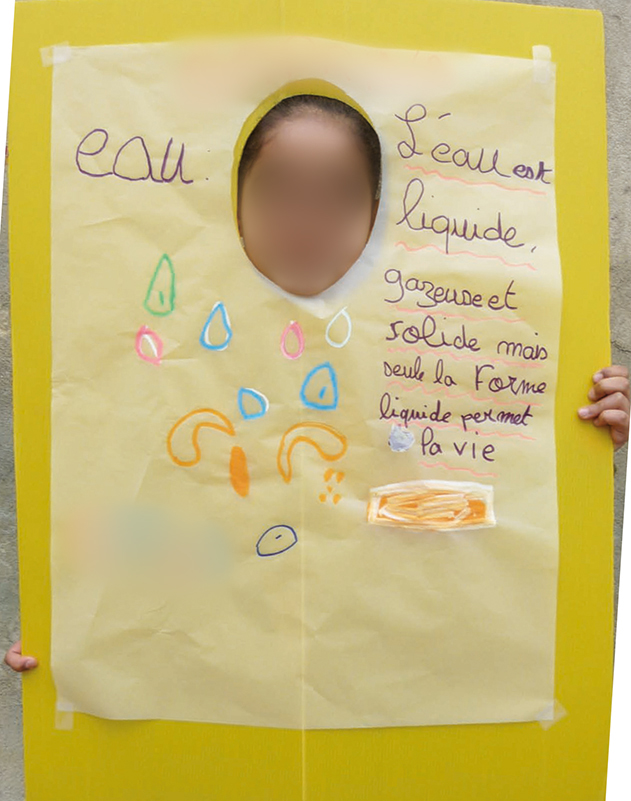 eau.
L'eau est
liquide,
gazeuse et
solide mais
seule la Forme
liquide permet
la vie